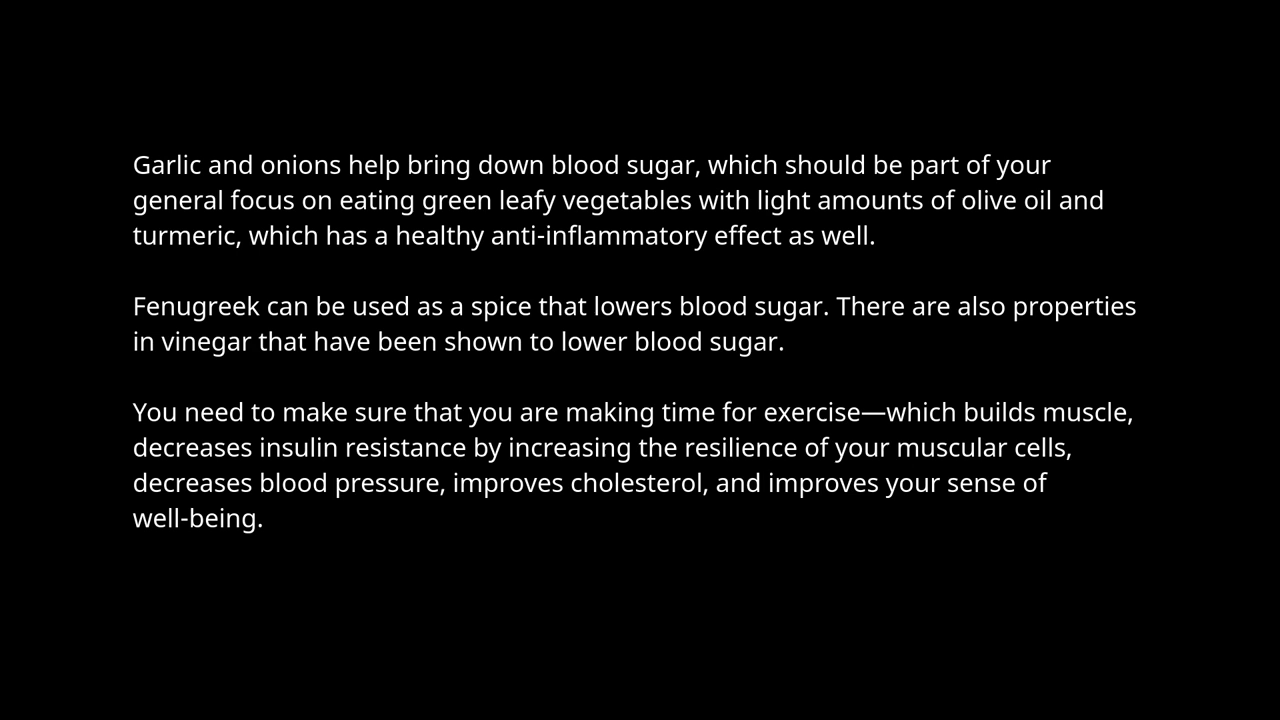 Garlic and onions help bring down blood sugar, which should be part of your
general focus on eating green leafy vegetables with light amounts of olive oil and
turmeric, which has a healthy anti-inflammatory effect as well.
Fenugreek can be used as a spice that lowers blood sugar. There are also properties
in vinegar that have been shown to lower blood sugar.
You need to make sure that you are making time for exercise—which builds muscle,
decreases insulin resistance by increasing the resilience of your muscular cells,
decreases blood pressure, improves cholesterol, and improves your sense of
well-being.